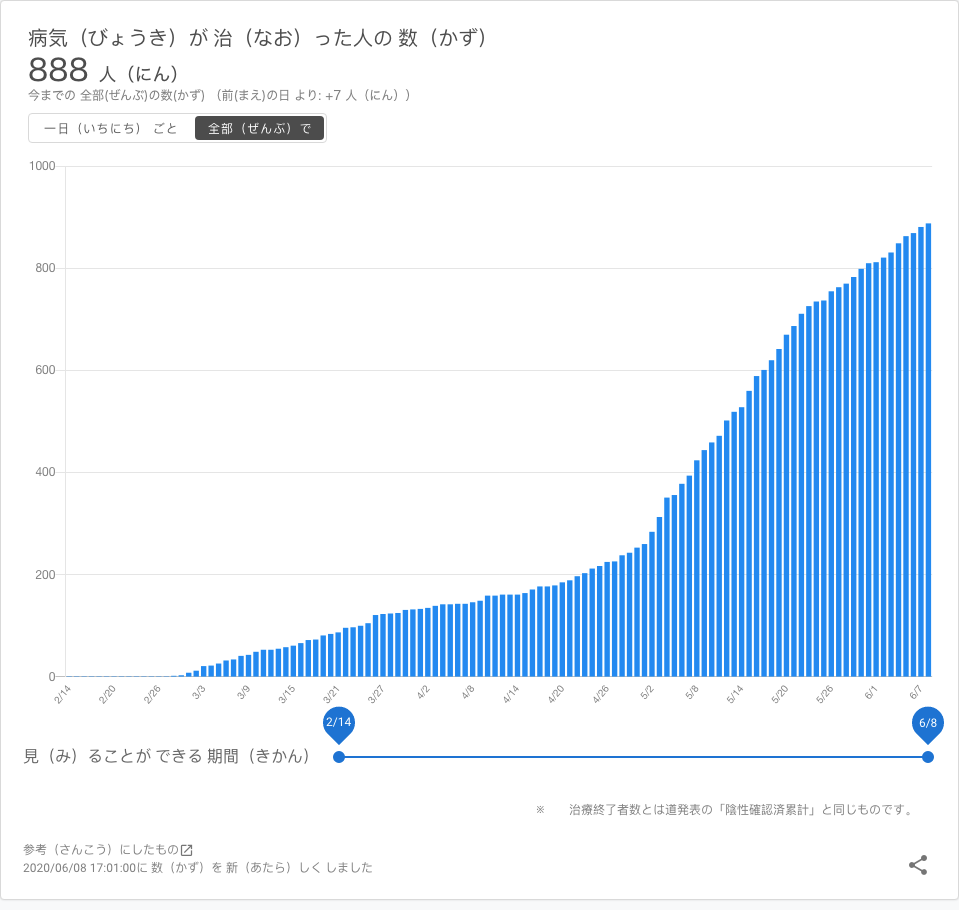 病気（びょうき）が 治（なお）った人の 数（かず）
888 人（にん）
今までの 全部(ぜんぶ)の数(かず) （前(まえ)の日 より: +7 人（にん））
一日（いちにち） ごと 全部（ぜんぶ）で
1000
800
600
400
200
0
2/14 2/20 2/26 3/3 3/9 3/15 3/21 3/27 4/2 4/8 4/14 4/20 4/26 5/2 5/8 5/14 5/20 5/26 6/1 6/7
2/14 6/8
見（み）ることが できる 期間（きかん）
※ 治療終了者数とは道発表の「陰性確認済累計」と同じものです。
参考（さんこう）にしたもの
2020/06/08 17:01:00に 数（かず）を 新（あたら）しく しました